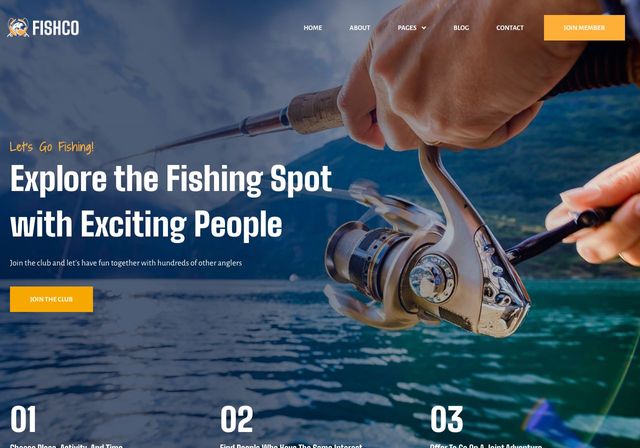 FISHCO
HOME
ABOUT
PAGES
BLOG
CONTACT
JOIN MEMBER
Let's Go Fishing!
Explore the Fishing Spot
with Exciting People
Join the club and let's have fun together with hundreds of other anglers
JOIN THE CLUB
01
02
03
Choose Place, Activity, And Time
Find People Who Have The Same Interest
Offer To Go On A Joint Adventure